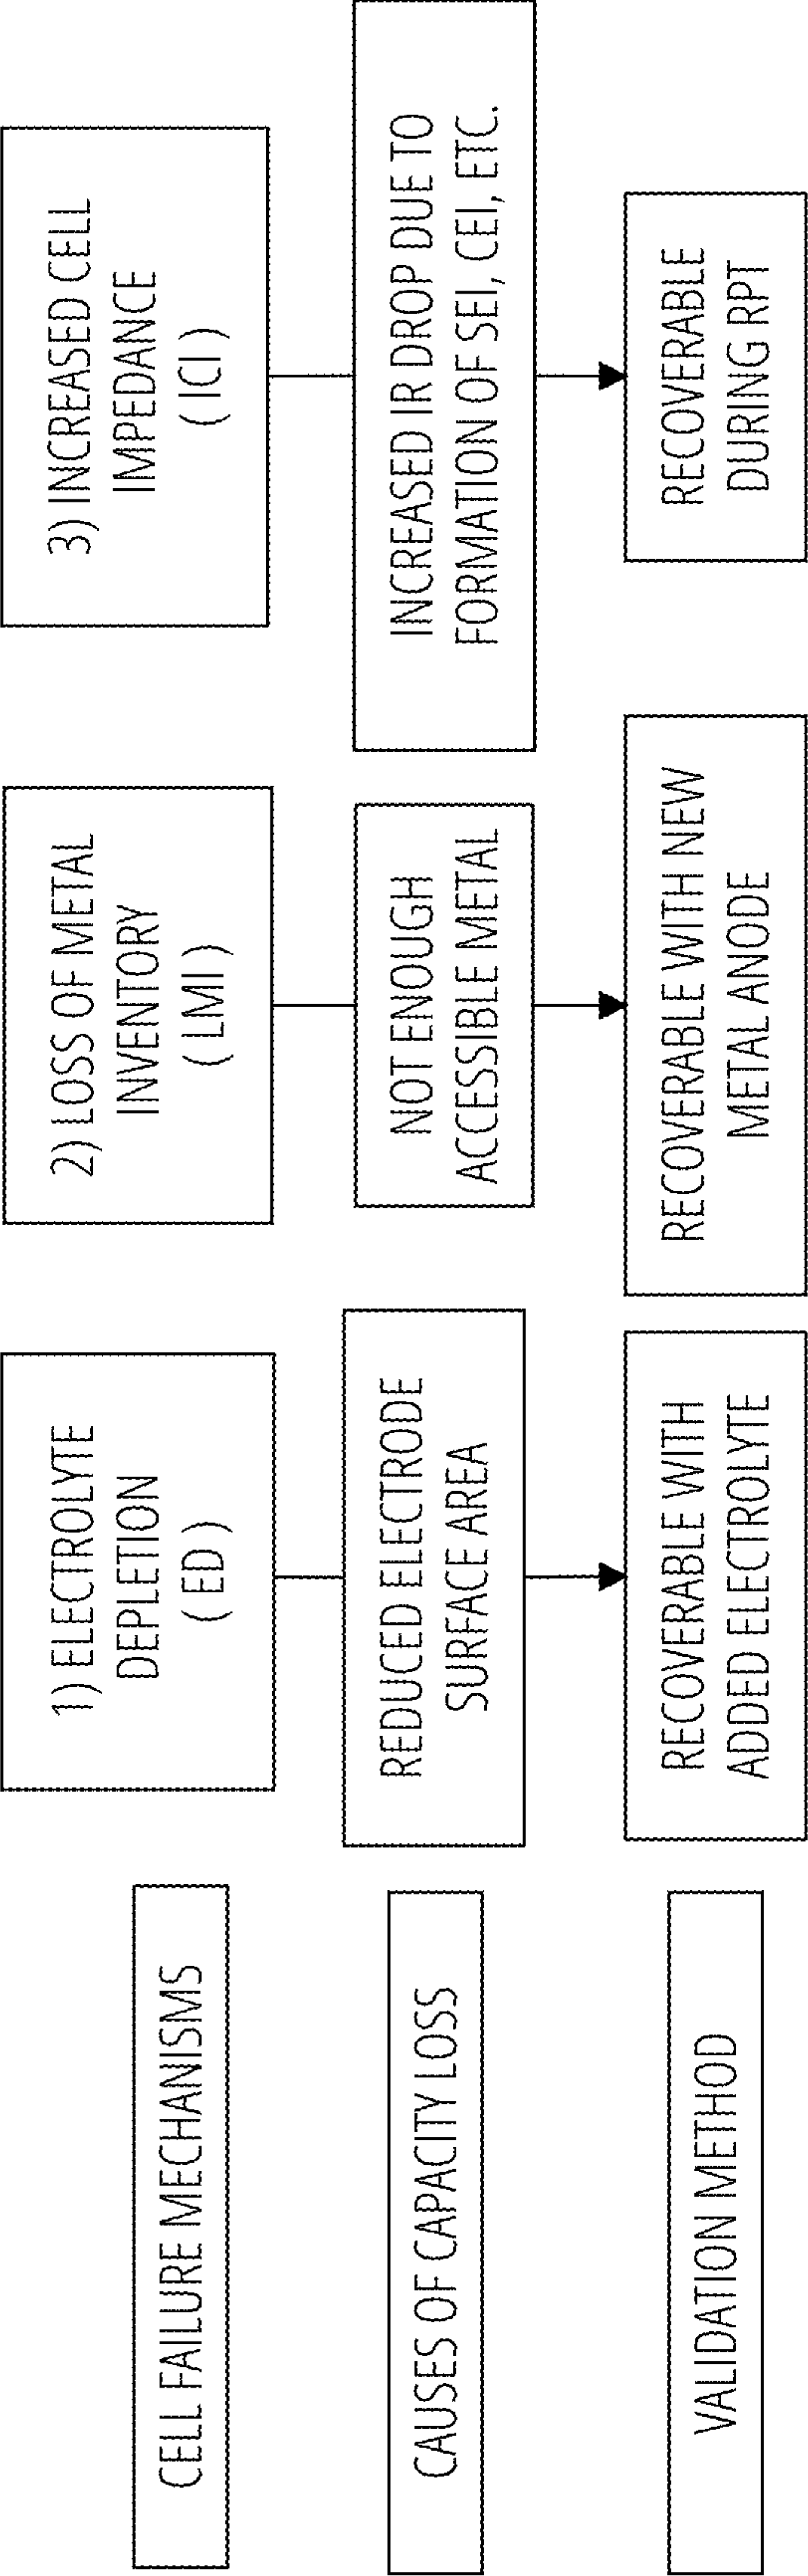 CELL FAILURE MECHANISMS
1) ELECTROLYTE
DEPLETION
( ED )
2) LOSS OF METAL
INVENTORY
( LMI )
3) INCREASED CELL
IMPEDANCE
( ICI )
CAUSES OF CAPACITY LOSS
REDUCED ELECTRODE
SURFACE AREA
NOT ENOUGH
ACCESSIBLE METAL
INCREASED IR DROP DUE TO
FORMATION OF SEI, CEI, ETC.
VALIDATION METHOD
RECOVERABLE WITH
ADDED ELECTROLYTE
RECOVERABLE WITH NEW
METAL ANODE
RECOVERABLE
DURING RPT